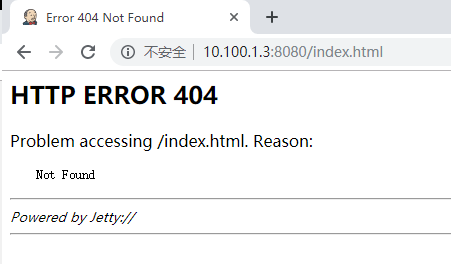 Error 404 Not Found
不安全 10.100.1.3:8080/index.html
HTTP ERROR 404
Problem accessing /index.html. Reason:
Not Found
Powered by Jetty://